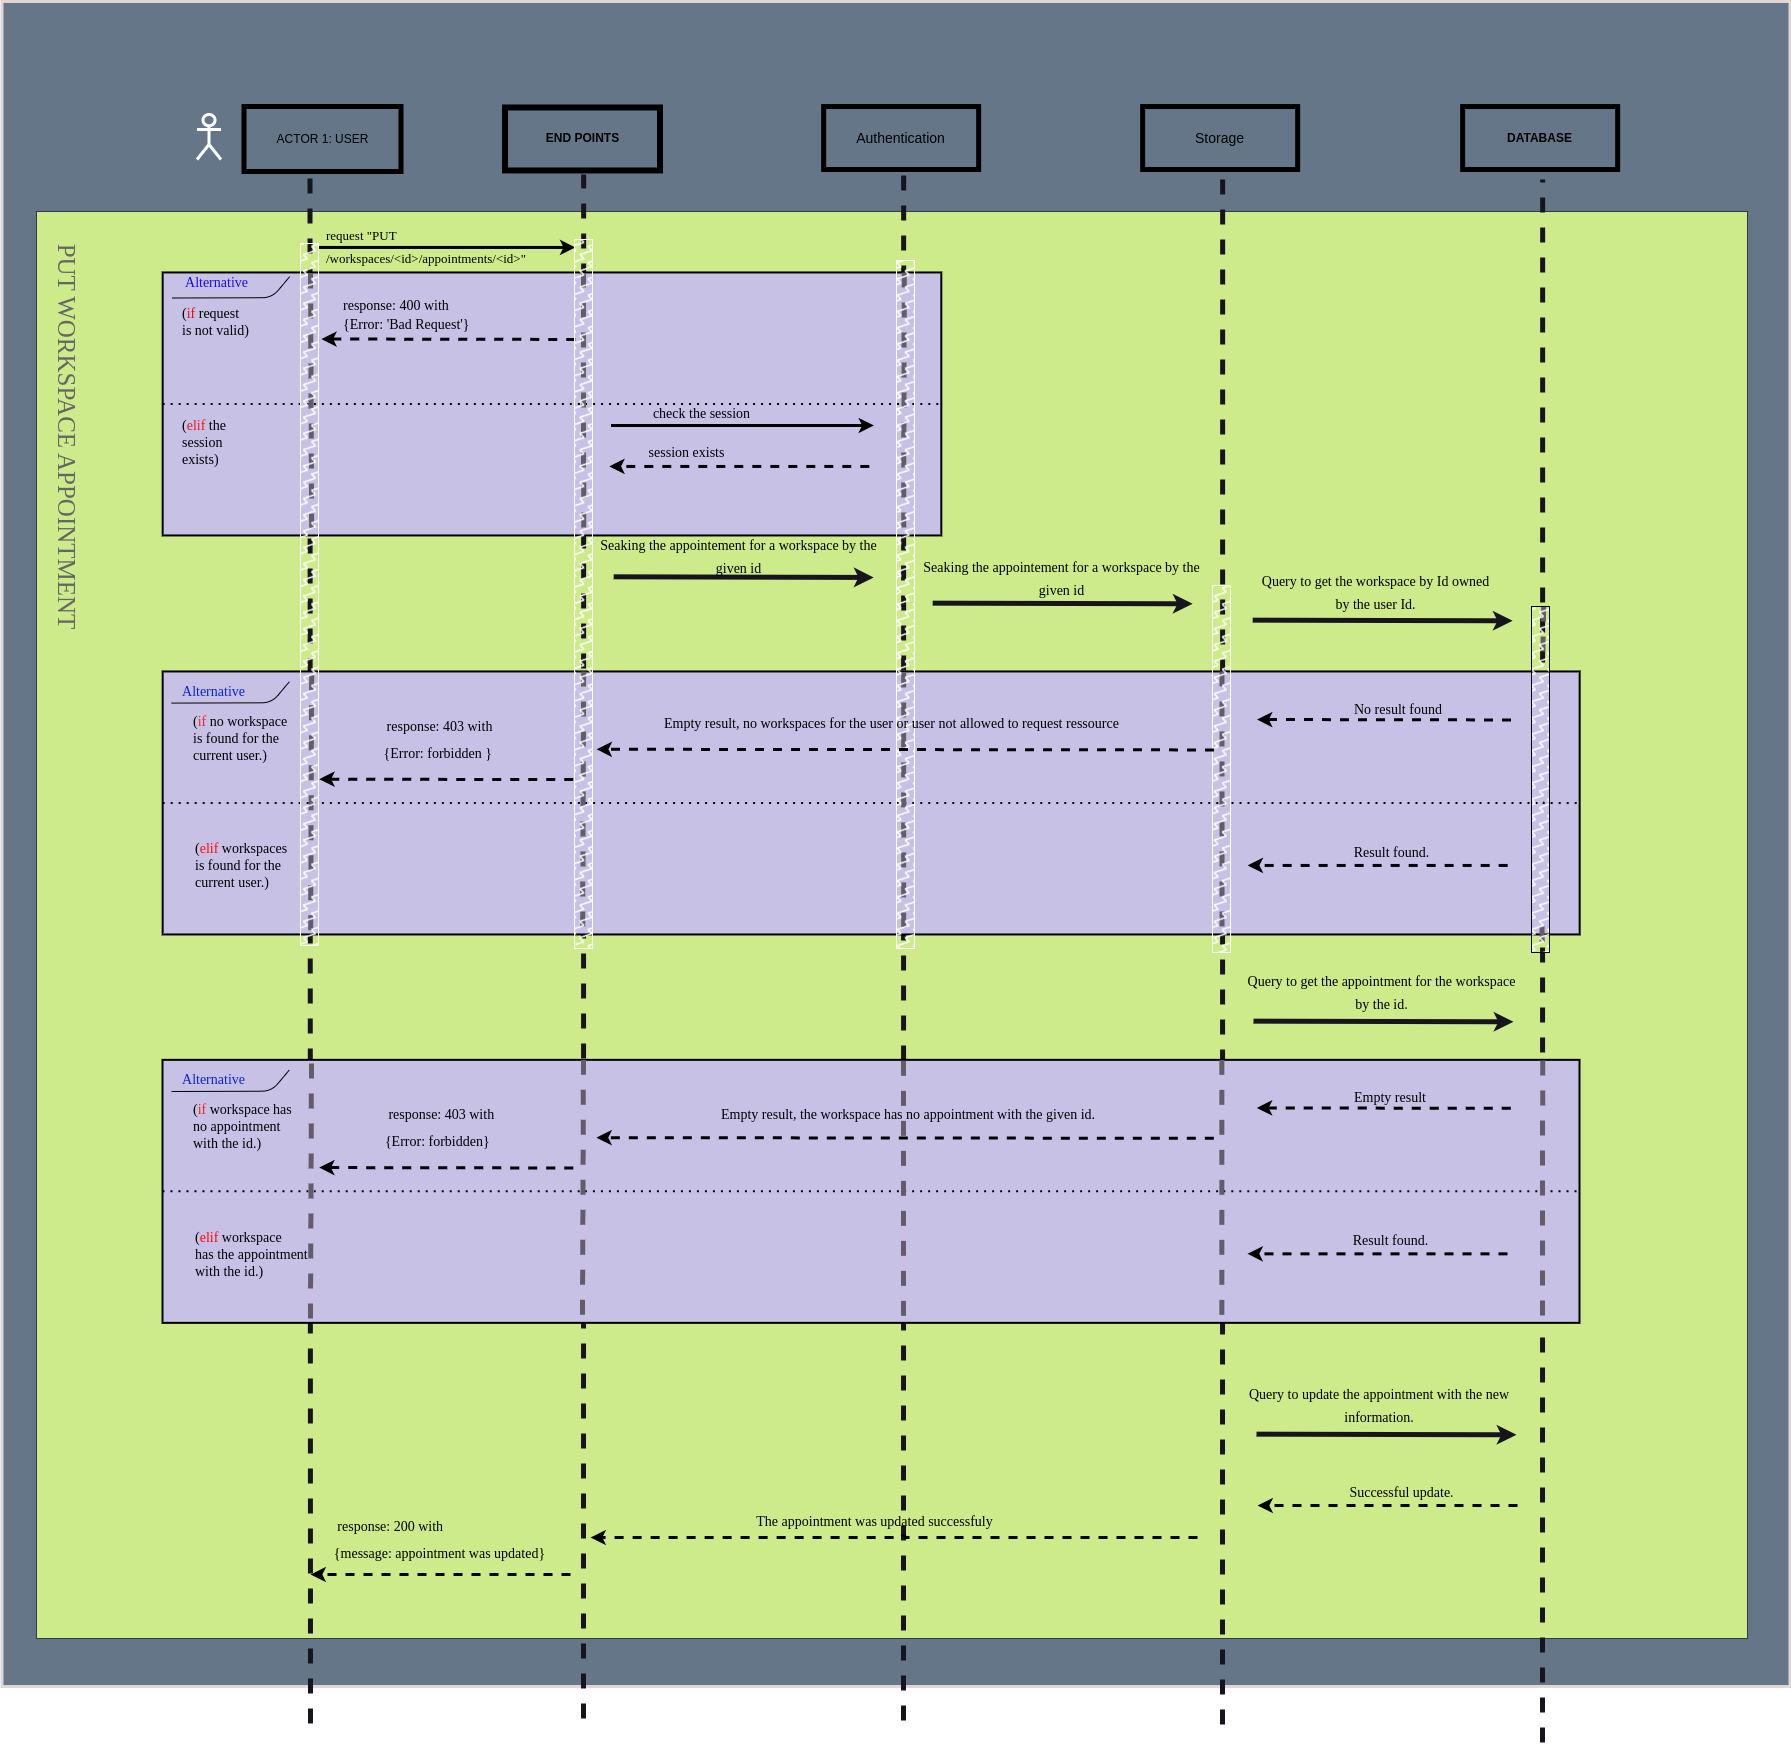 ACTOR 1: USER
END POINTS
Authentication
Storage
DATABASE
PUT WORKSPACE APPOINTMENT
request "PUT
/workspaces/<id>/appointments/<id>"
Alternative
(if request
is not valid)
response: 400 with
{Error: 'Bad Request'}
(elif the
session
exists)
check the session
session exists
Seaking the appointement for a workspace by the
given id
Seaking the appointement for a workspace by the
given id
Query to get the workspace by Id owned
by the user Id.
Alternative
(if no workspace
is found for the
current user.)
response: 403 with
{Error: forbidden }
Empty result, no workspaces for the user or user not allowed to request ressource
No result found
(elif workspaces
is found for the
current user.)
Result found.
Query to get the appointment for the workspace
by the id.
Alternative
(if workspace has
no appointment
with the id.)
response: 403 with
{Error: forbidden}
Empty result, the workspace has no appointment with the given id.
Empty result
(elif workspace
has the appointment
with the id.)
Result found.
Query to update the appointment with the new
information.
Successful update.
The appointment was updated successfuly
response: 200 with
{message: appointment was updated}